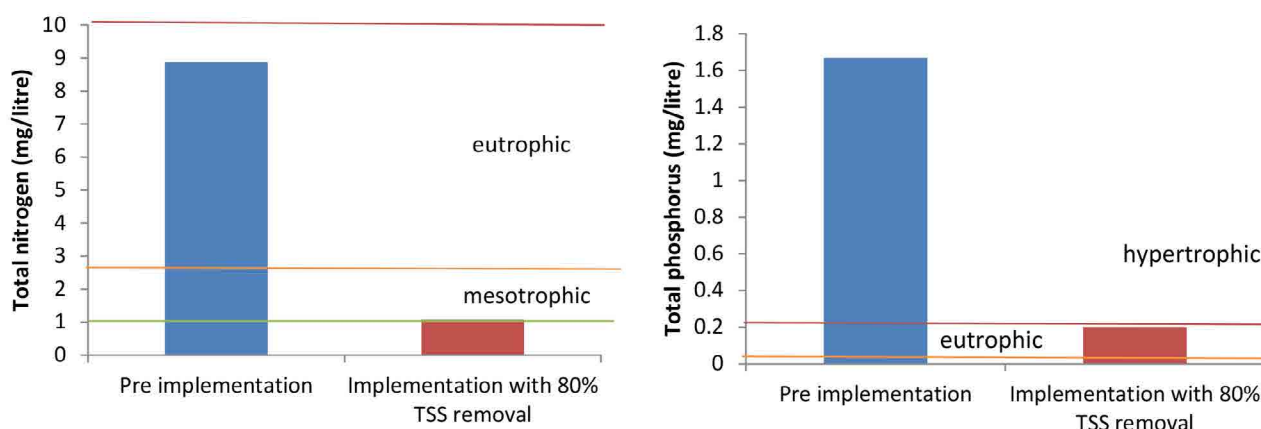 Total nitrogen (mg/litre)
10
9
8
7
6
5
4
3
2
1
0
eutrophic
mesotrophic
Pre implementation
Implementation with 80%
TSS removal
Total phosphorus (mg/litre)
1.8
1.6
1.4
1.2
1
0.8
0.6
0.4
0.2
0
hypertrophic
eutrophic
Pre implementation
Implementation with 80%
TSS removal